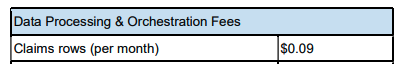 Data Processing & Orchestration Fees
Claims rows (per month) $0.09